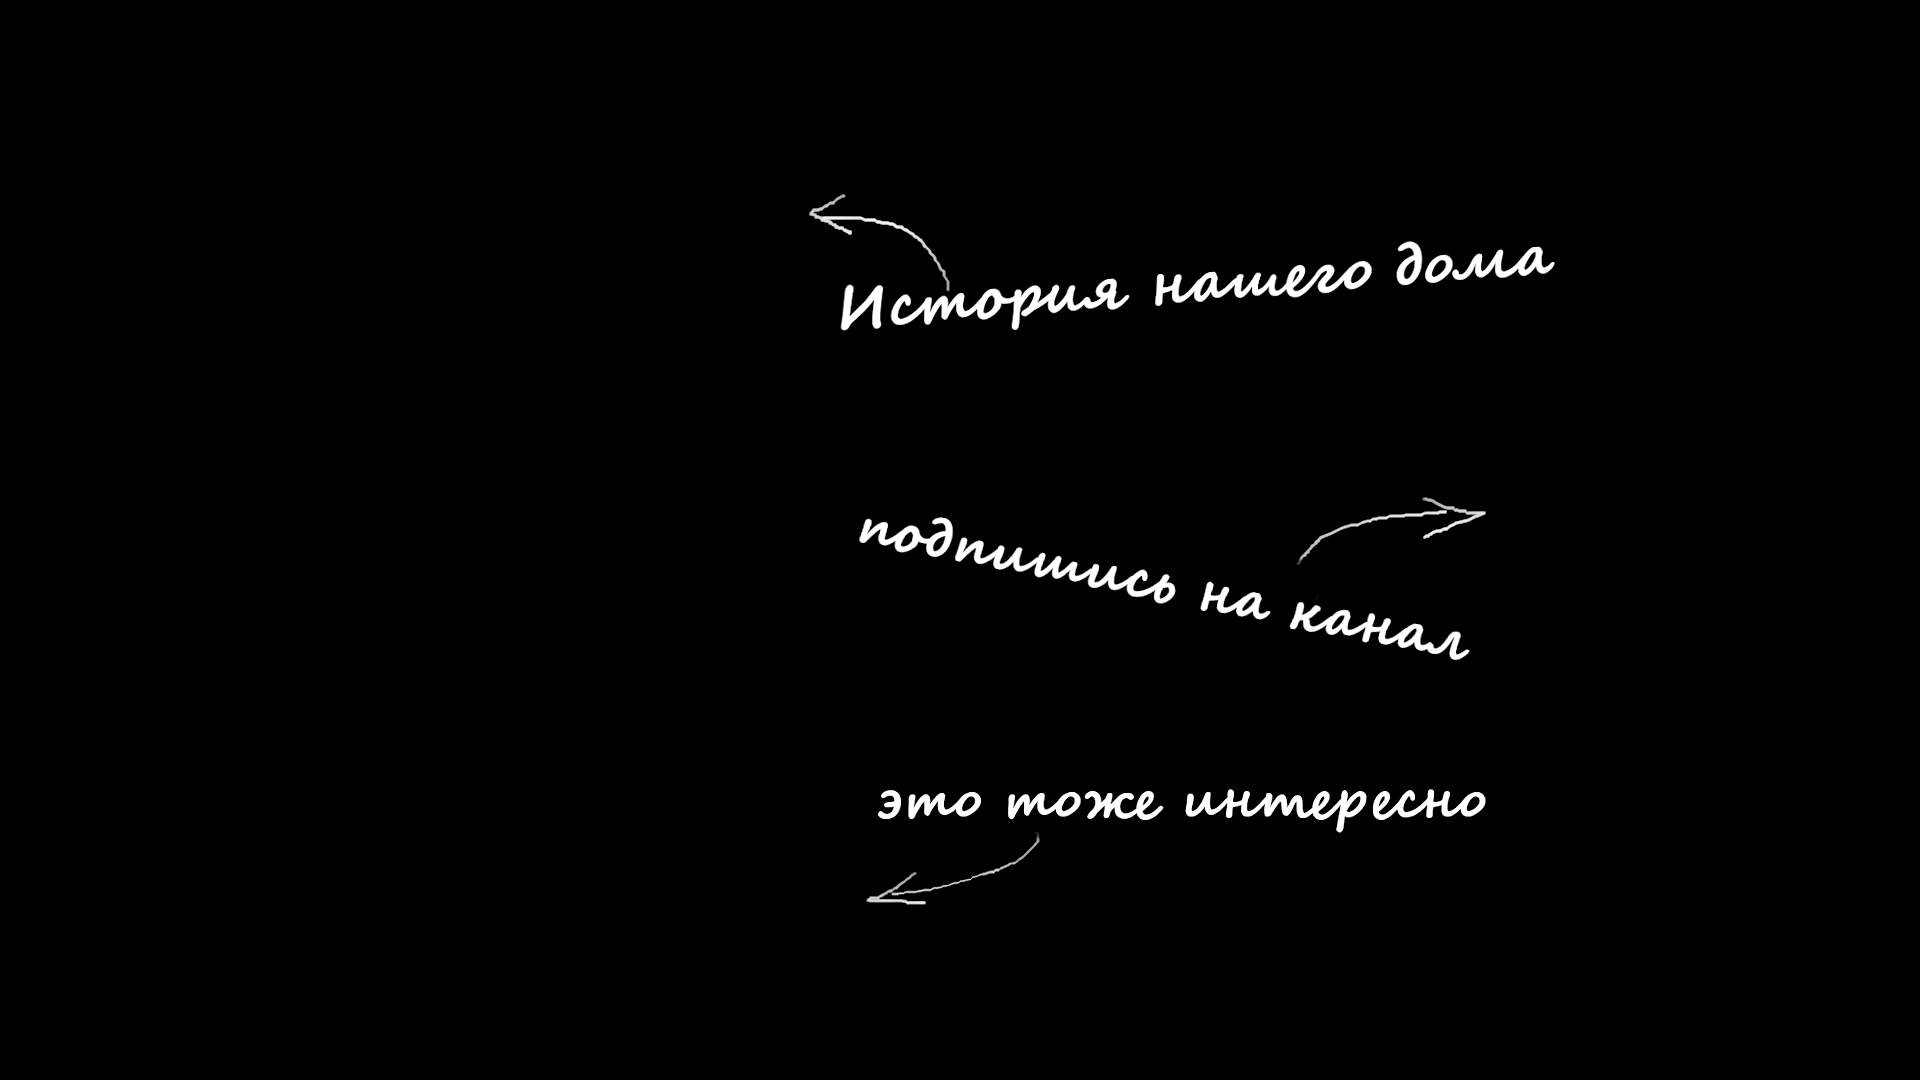 История нашего дома
подпишись на канал
это тоже интересно